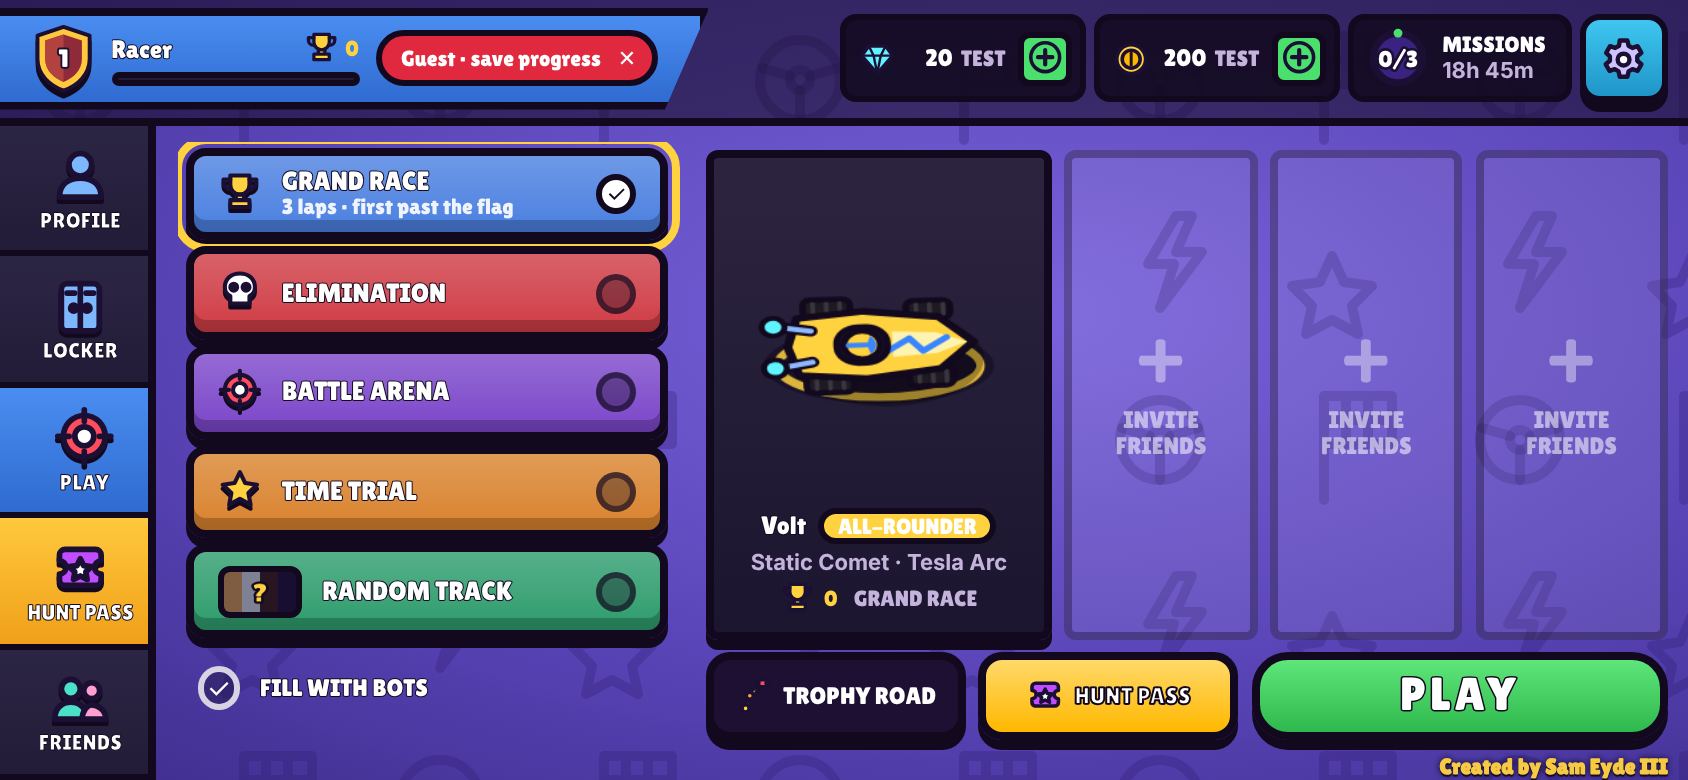 1
Racer
0
Guest · save progress
20 TEST
200 TEST
0/3
MISSIONS
18h 45m
PROFILE
LOCKER
PLAY
HUNT PASS
FRIENDS
GRAND RACE
3 laps · first past the flag
ELIMINATION
BATTLE ARENA
TIME TRIAL
?
RANDOM TRACK
FILL WITH BOTS
Volt
ALL-ROUNDER
Static Comet · Tesla Arc
0 GRAND RACE
INVITE
FRIENDS
INVITE
FRIENDS
INVITE
FRIENDS
TROPHY ROAD
HUNT PASS
PLAY
Created by Sam Eyde III